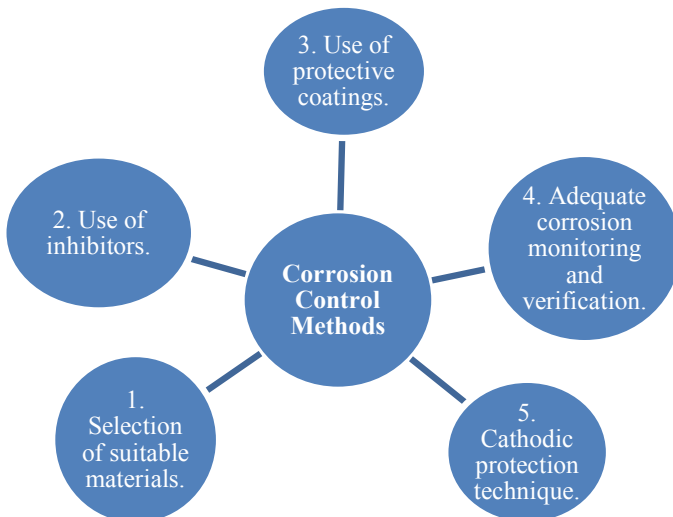 3. Use of
protective
coatings.
2. Use of
inhibitors.
4. Adequate
corrosion
monitoring
and
verification.
Corrosion
Control
Methods
1.
Selection
of suitable
materials.
5.
Cathodic
protection
technique.